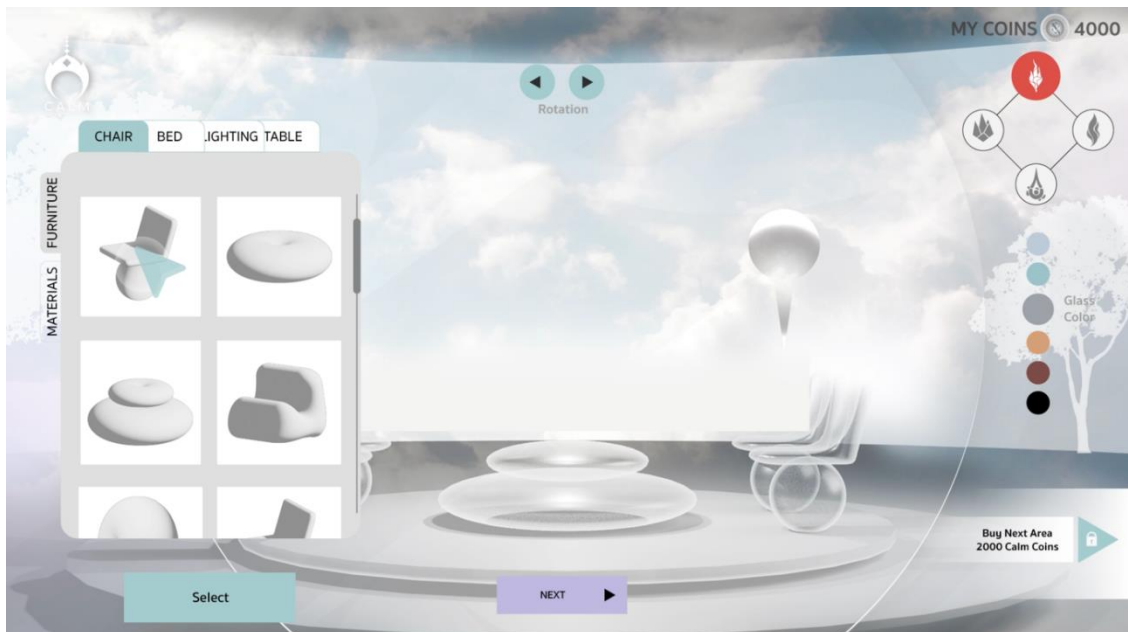 MY COINS 4000
CALM
Rotation
CHAIR BED LIGHTING TABLE
FURNITURE
MATERIALS
Glass
Color
Buy Next Area
2000 Calm Coins
Select
NEXT